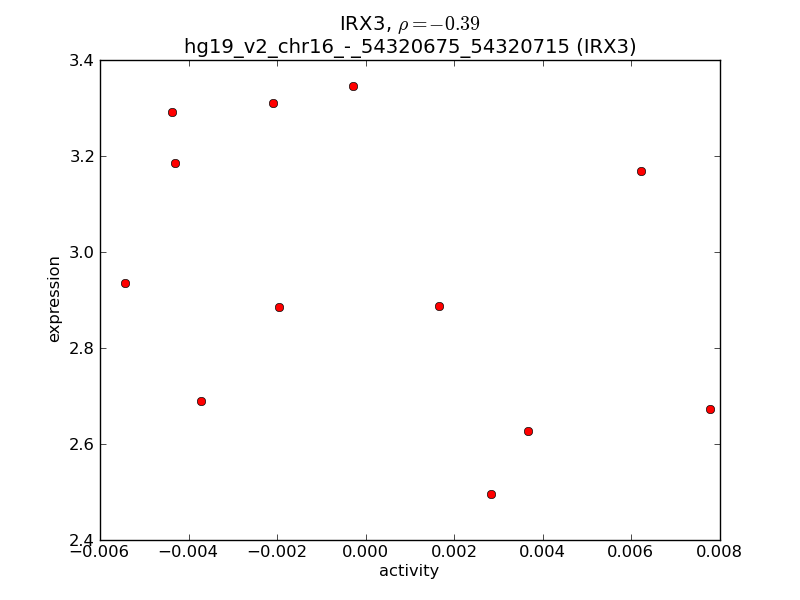 IRX3, ρ = −0.39
hg19_v2_chr16_-_54320675_54320715 (IRX3)
3.4
3.2
3.0
2.8
2.6
2.4
expression
−0.006 −0.004 −0.002 0.000 0.002 0.004 0.006 0.008
activity